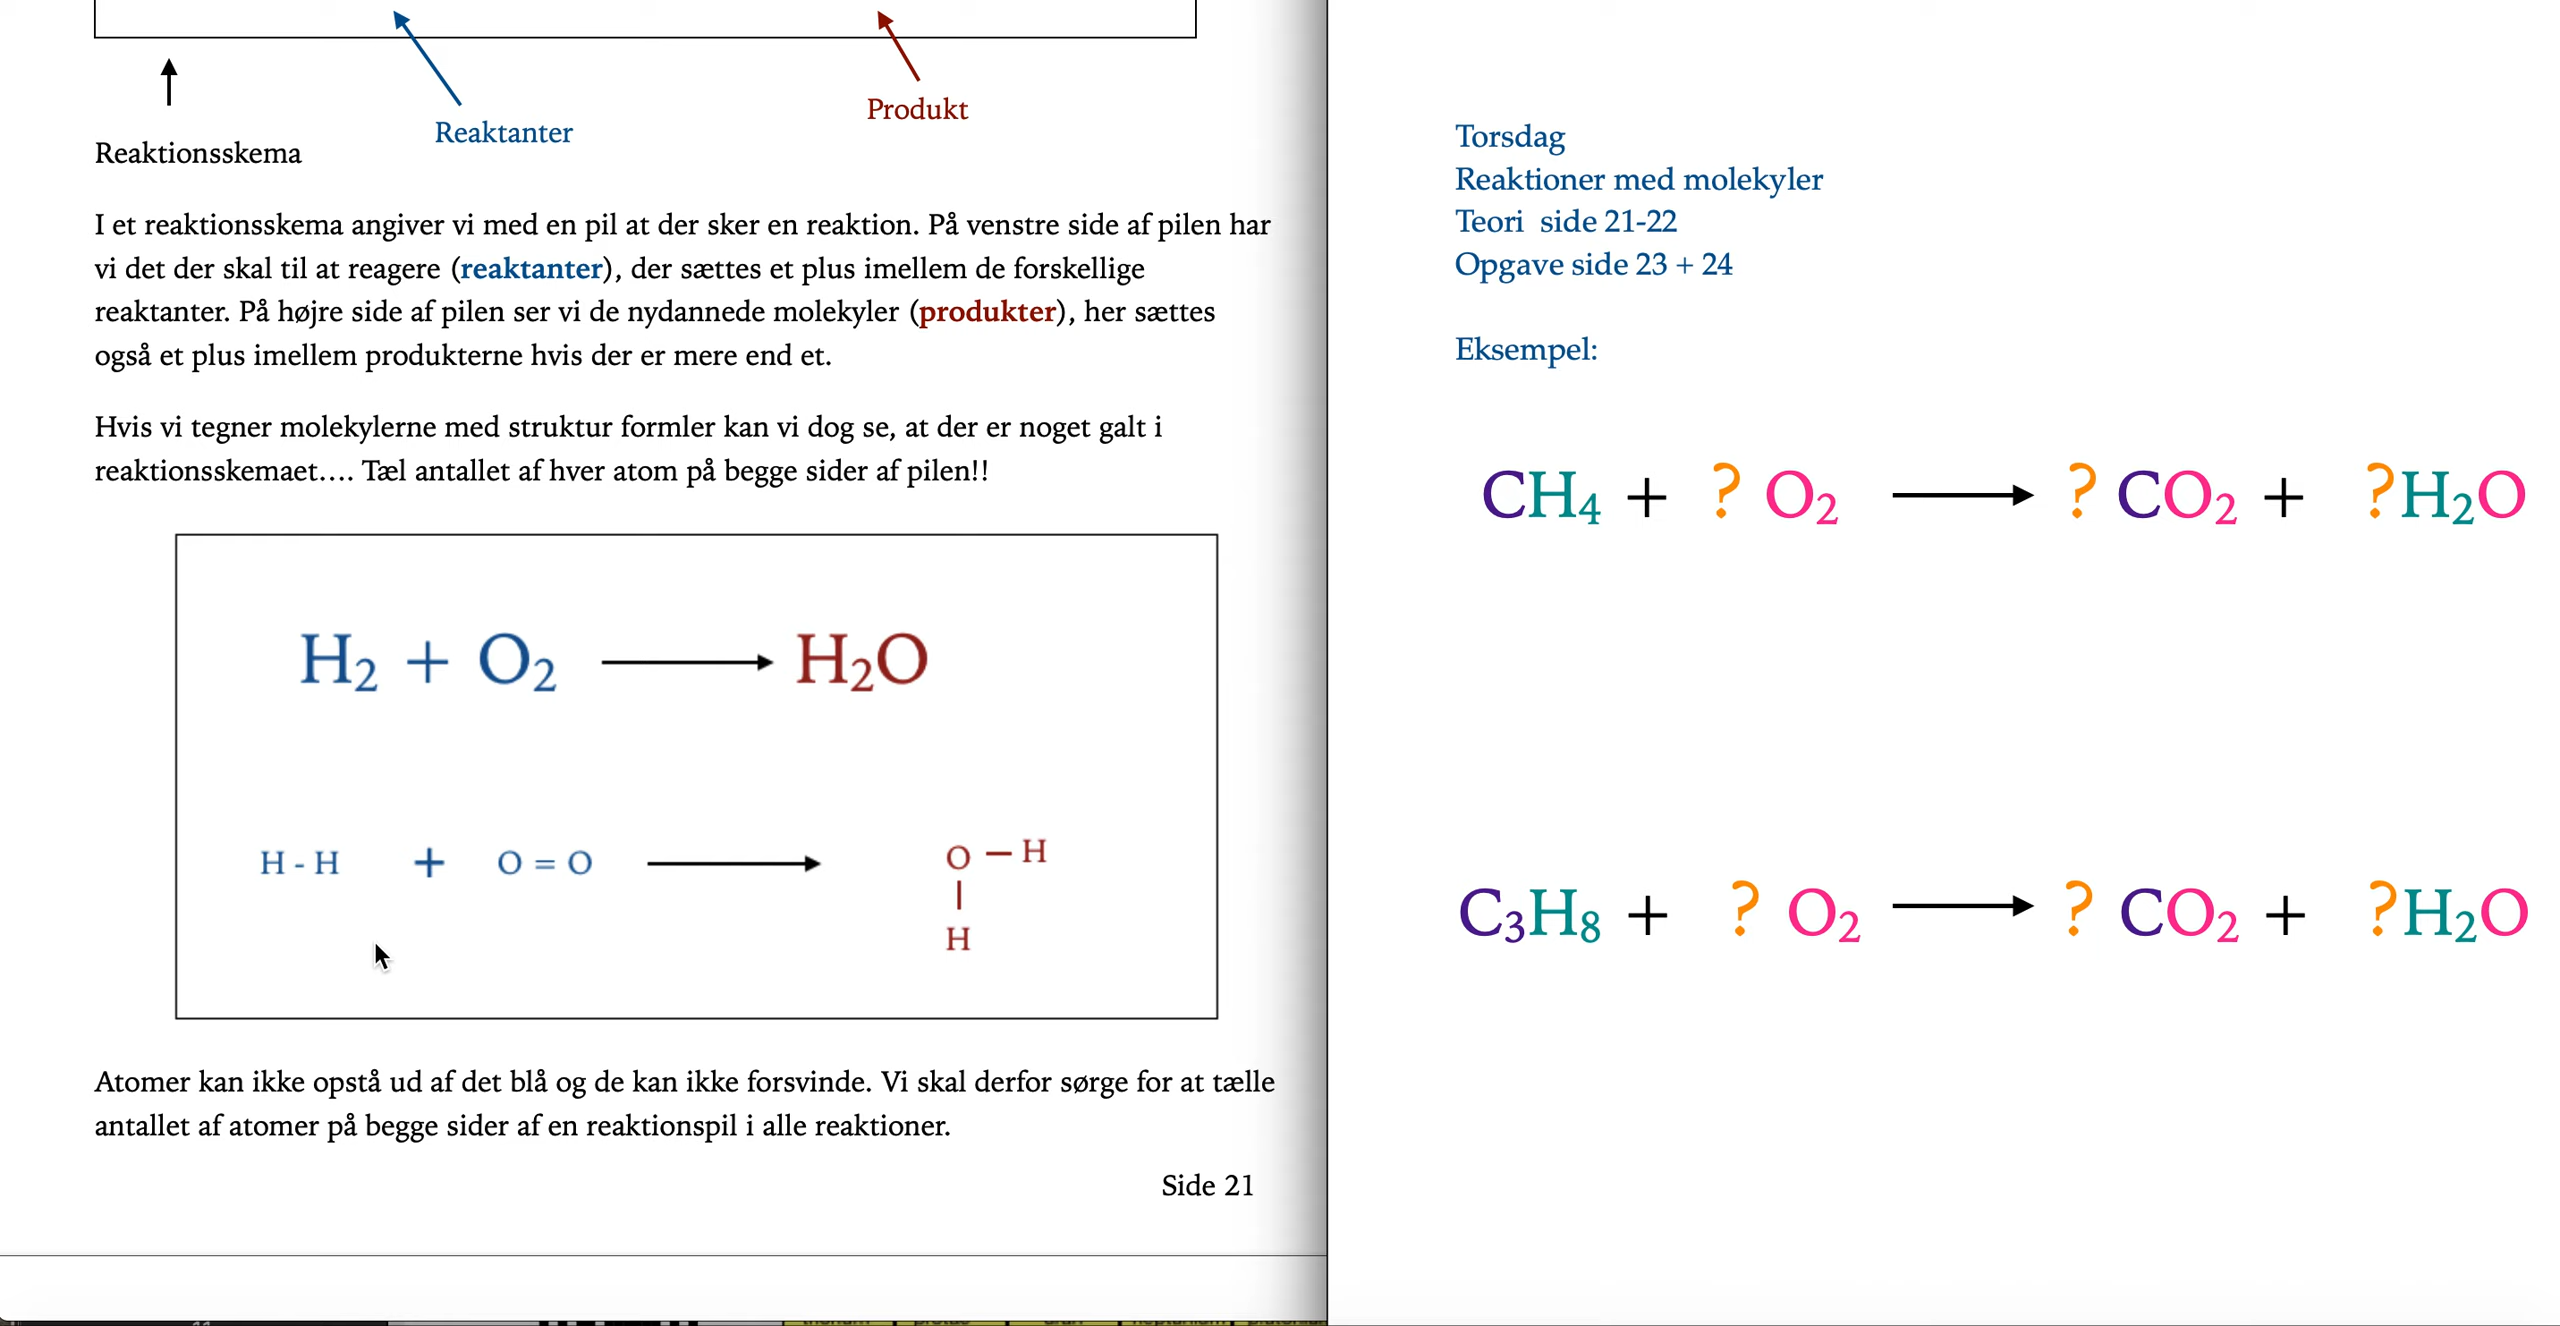 Produkt
Reaktanter
Reaktionsskema
I et reaktionsskema angiver vi med en pil at der sker en reaktion. På venstre side af pilen har
vi det der skal til at reagere (reaktanter), der sættes et plus imellem de forskellige
reaktanter. På højre side af pilen ser vi de nydannede molekyler (produkter), her sættes
også et plus imellem produkterne hvis der er mere end et.
Hvis vi tegner molekylerne med struktur formler kan vi dog se, at der er noget galt i
reaktionsskemaet.... Tæl antallet af hver atom på begge sider af pilen!!
H₂ + O₂ ⟶ H₂O
H - H + O = O ⟶ O — H
|
H
Atomer kan ikke opstå ud af det blå og de kan ikke forsvinde. Vi skal derfor sørge for at tælle
antallet af atomer på begge sider af en reaktionspil i alle reaktioner.
Side 21
Torsdag
Reaktioner med molekyler
Teori side 21-22
Opgave side 23 + 24
Eksempel:
CH₄ + ? O₂ ⟶ ? CO₂ + ?H₂O
C₃H₈ + ? O₂ ⟶ ? CO₂ + ?H₂O